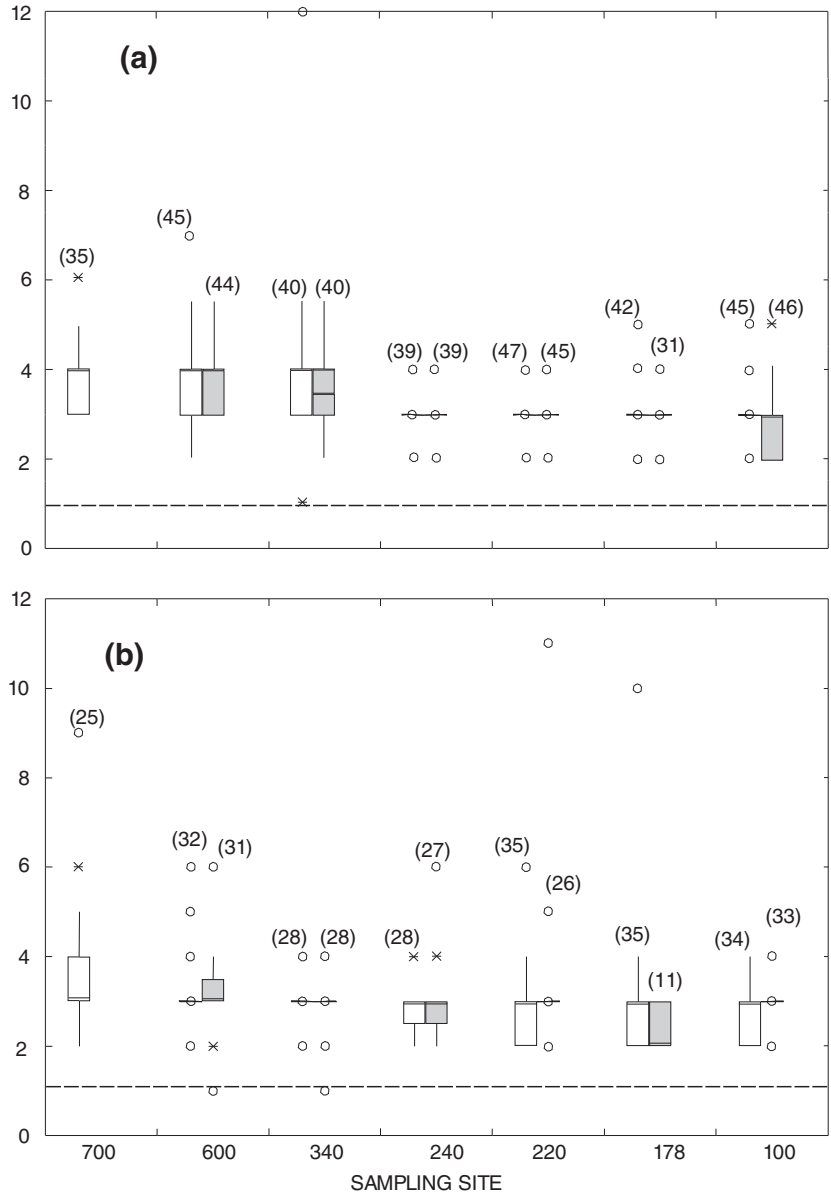 12
(a)
10
8
(45)
(35)
6
(44) (40) (40)
(42) (45) (46)
(39) (39) (47) (45) (31)
4
2
0
12
(b)
10
(25)
8
(32) (31) (27) (35)
6
(26)
(33)
(28) (28) (28) (35) (34)
4
(11)
2
0
700 600 340 240 220 178 100
SAMPLING SITE